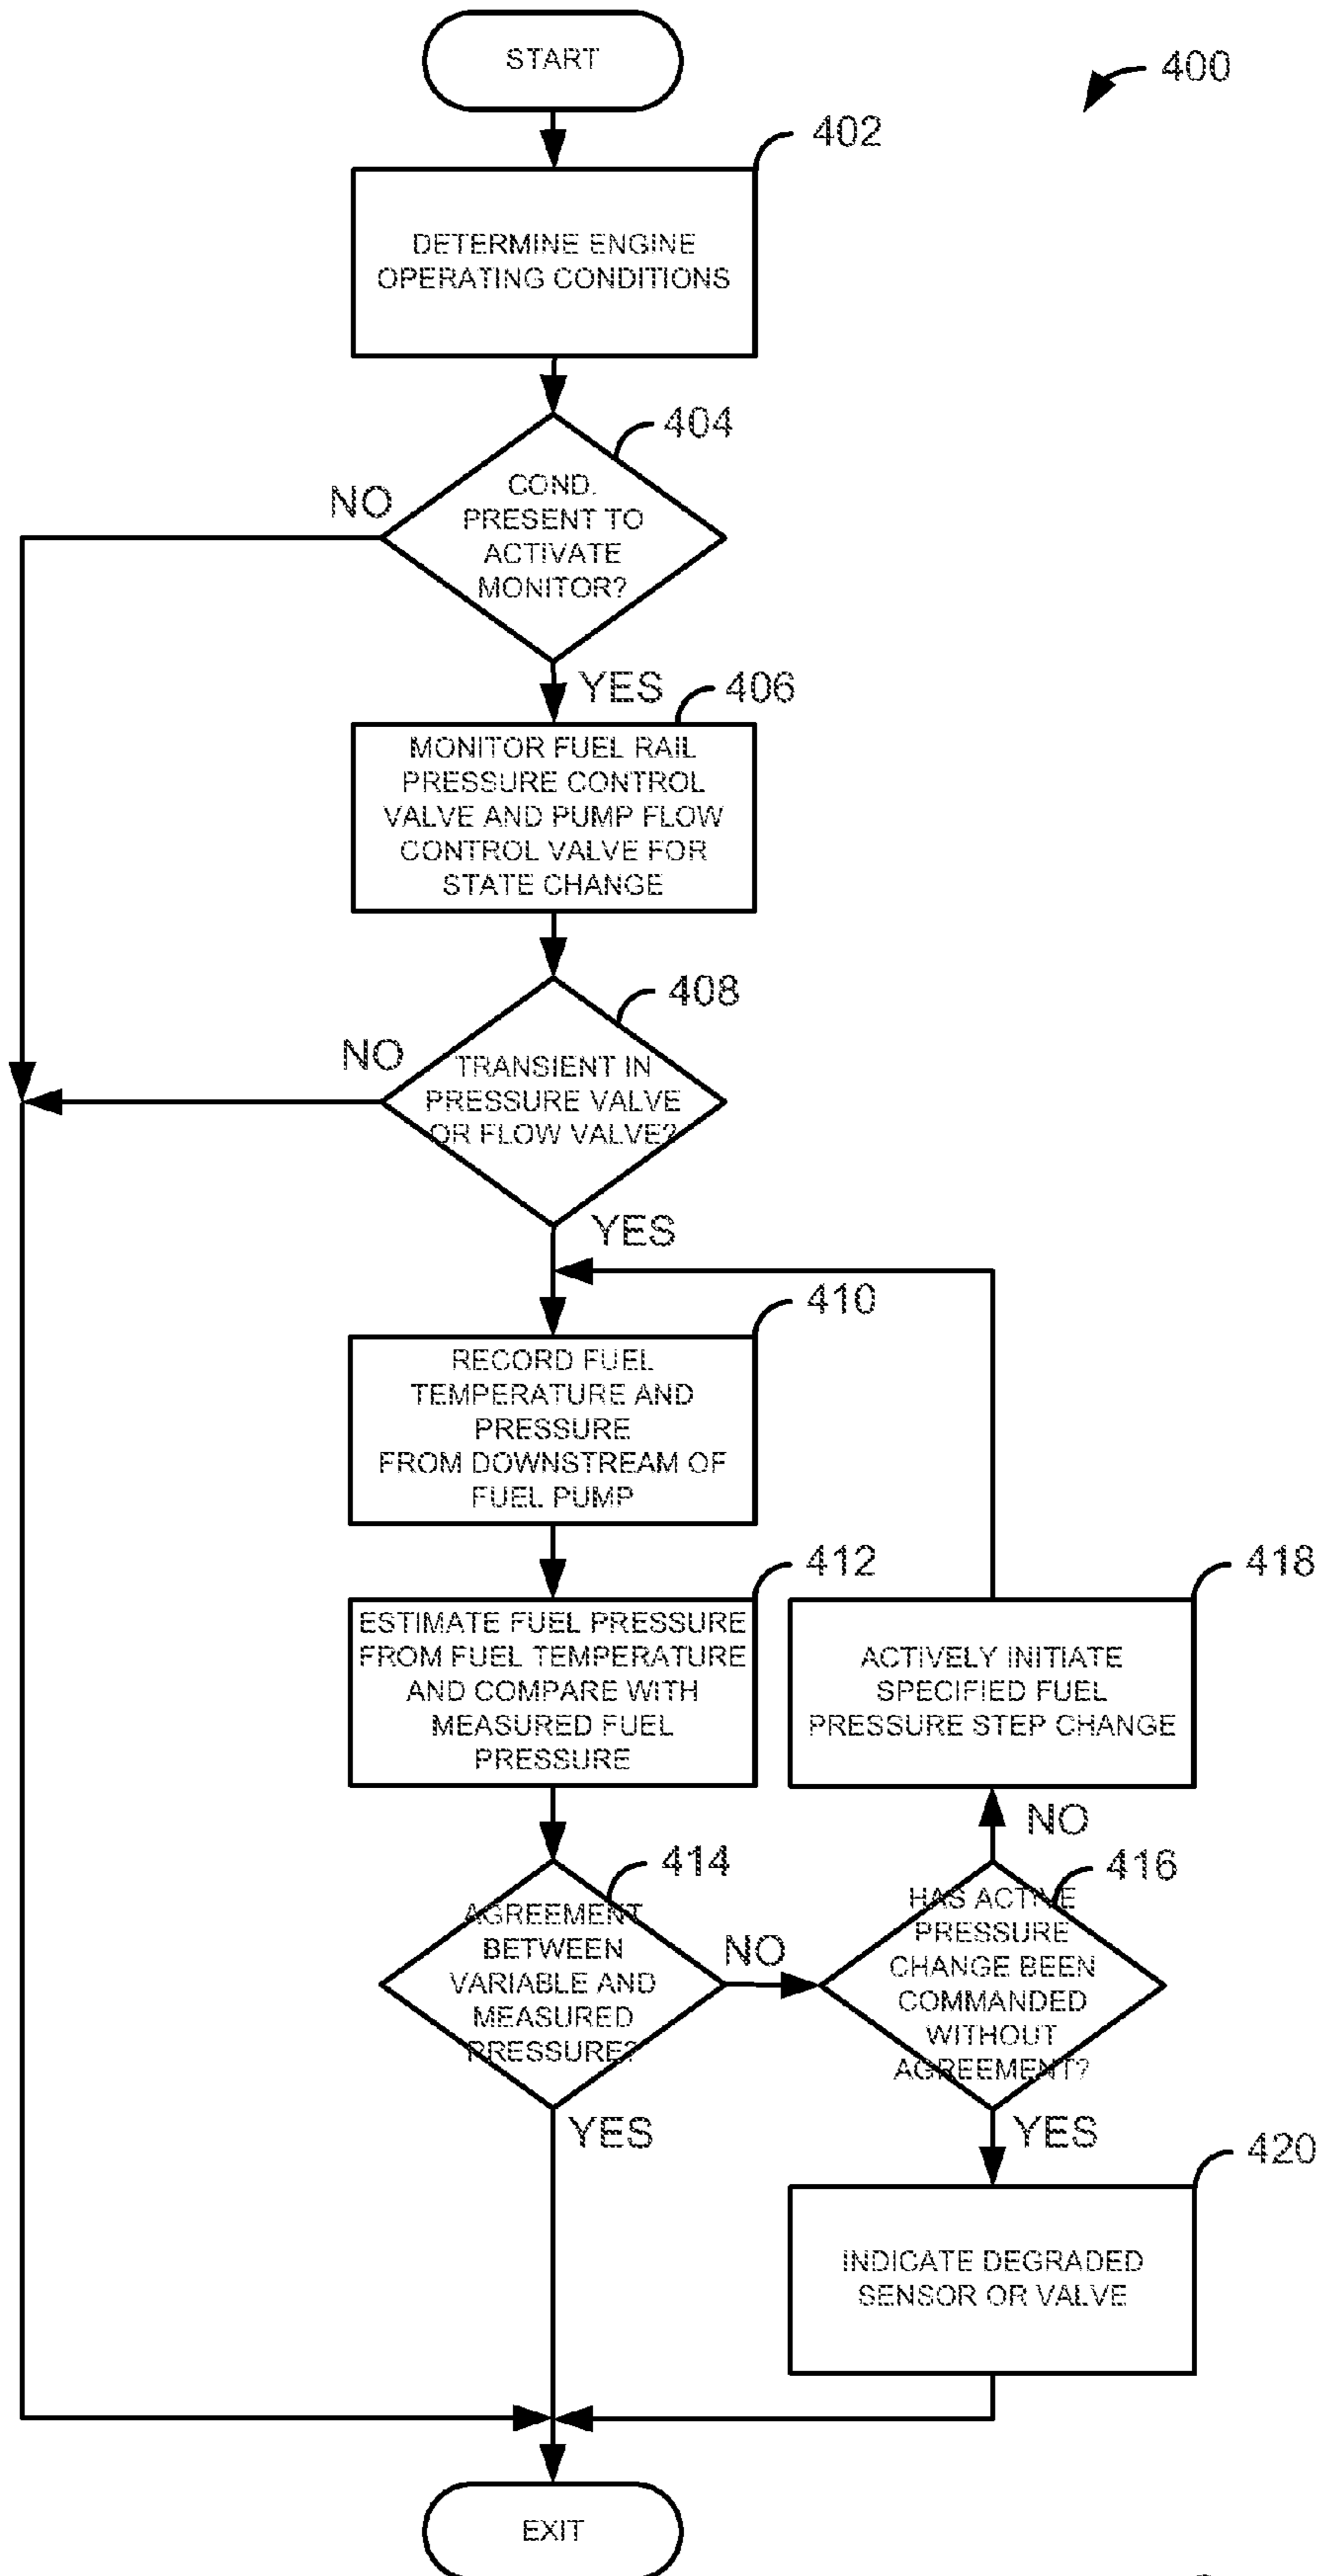 START
400
402
DETERMINE ENGINE
OPERATING CONDITIONS
404
NO
COND.
PRESENT TO
ACTIVATE
MONITOR?
YES
406
MONITOR FUEL RAIL
PRESSURE CONTROL
VALVE AND PUMP FLOW
CONTROL VALVE FOR
STATE CHANGE
408
NO
TRANSIENT IN
PRESSURE VALVE
OR FLOW VALVE?
YES
410
RECORD FUEL
TEMPERATURE AND
PRESSURE
FROM DOWNSTREAM OF
FUEL PUMP
412
ESTIMATE FUEL PRESSURE
FROM FUEL TEMPERATURE
AND COMPARE WITH
MEASURED FUEL
PRESSURE
418
ACTIVELY INITIATE
SPECIFIED FUEL
PRESSURE STEP CHANGE
NO
414
AGREEMENT
BETWEEN
VARIABLE AND
MEASURED
PRESSURE?
NO
YES
416
HAS ACTIVE
PRESSURE
CHANGE BEEN
COMMANDED
WITHOUT
AGREEMENT?
YES
420
INDICATE DEGRADED
SENSOR OR VALVE
EXIT